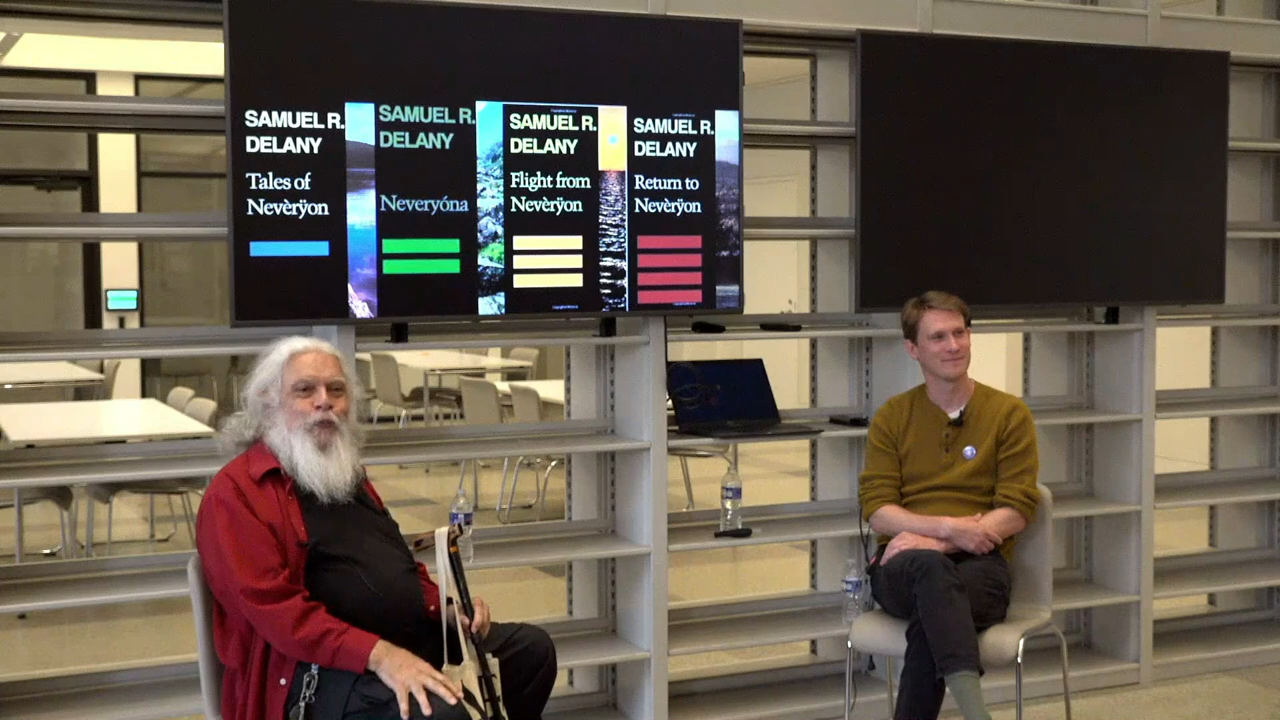 SAMUEL R.
DELANY
Tales of
Nevèrÿon
SAMUEL R.
DELANY
Neveryóna
SAMUEL R.
DELANY
Flight from
Nevèrÿon
SAMUEL R.
DELANY
Return to
Nevèrÿon